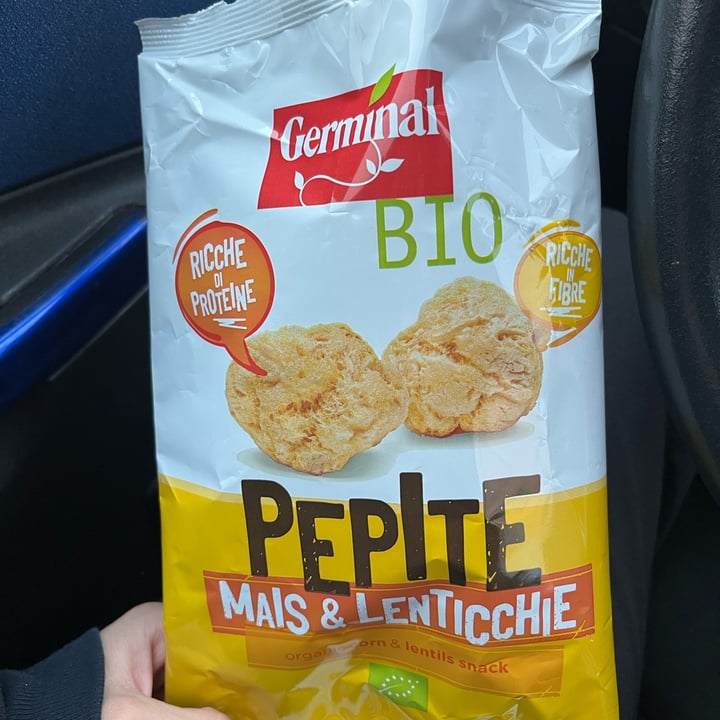 Germinal
BIO
RICCHE
DI
PROTEINE
RICCHE
IN
FIBRE
PEPITE
MAIS & LENTICCHIE
organic corn & lentils snack